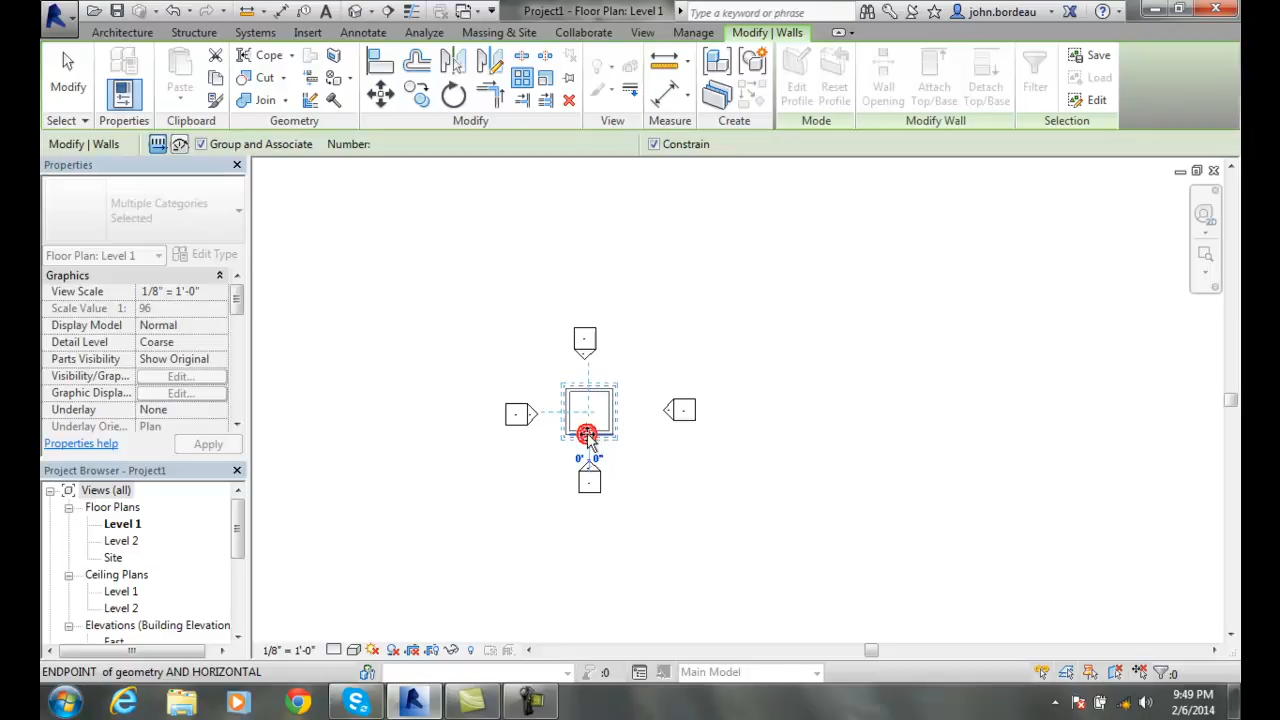 Project1 - Floor Plan: Level 1
Type a keyword or phrase
john.bordeau
Architecture Structure Systems Insert Annotate Analyze Massing & Site Collaborate View Manage Modify | Walls
Modify
Paste
Cope
Cut
Join
Edit Profile
Reset Profile
Wall Opening
Attach Top/Base
Detach Top/Base
Filter
Save
Load
Edit
Select Properties Clipboard Geometry Modify View Measure Create Mode Modify Wall Selection
Modify | Walls Group and Associate Number: Constrain
Properties
Multiple Categories
Selected
Floor Plan: Level 1 Edit Type
Graphics
View Scale 1/8" = 1'-0"
Scale Value 1: 96
Display Model Normal
Detail Level Coarse
Parts Visibility Show Original
Visibility/Grap... Edit...
Graphic Displa... Edit...
Underlay None
Underlay Orie... Plan
Properties help Apply
0' 0"
Project Browser - Project1
Views (all)
Floor Plans
Level 1
Level 2
Site
Ceiling Plans
Level 1
Level 2
Elevations (Building Elevation
East
1/8" = 1'-0"
ENDPOINT of geometry AND HORIZONTAL
:0
Main Model
:0
9:49 PM
2/6/2014